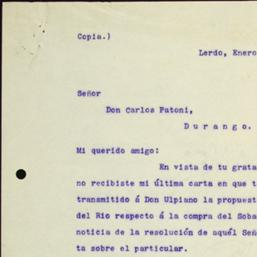 Copia.)
Lerdo, Enero
Señor
Don Carlos Patoni,
Durango.
Mi querido amigo:
En vista de tu grata
no recibiste mi última carta en que t
transmitido á Don Ulpiano la propuest
del Rio respecto á la compra del Soba
noticia de la resolución de aquél Seño
ta sobre el particular.